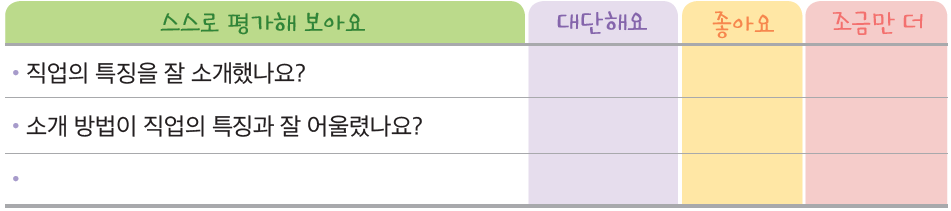 스스로 평가해 보아요 대단해요 좋아요 조금만 더
• 직업의 특징을 잘 소개했나요?
• 소개 방법이 직업의 특징과 잘 어울렸나요?
•